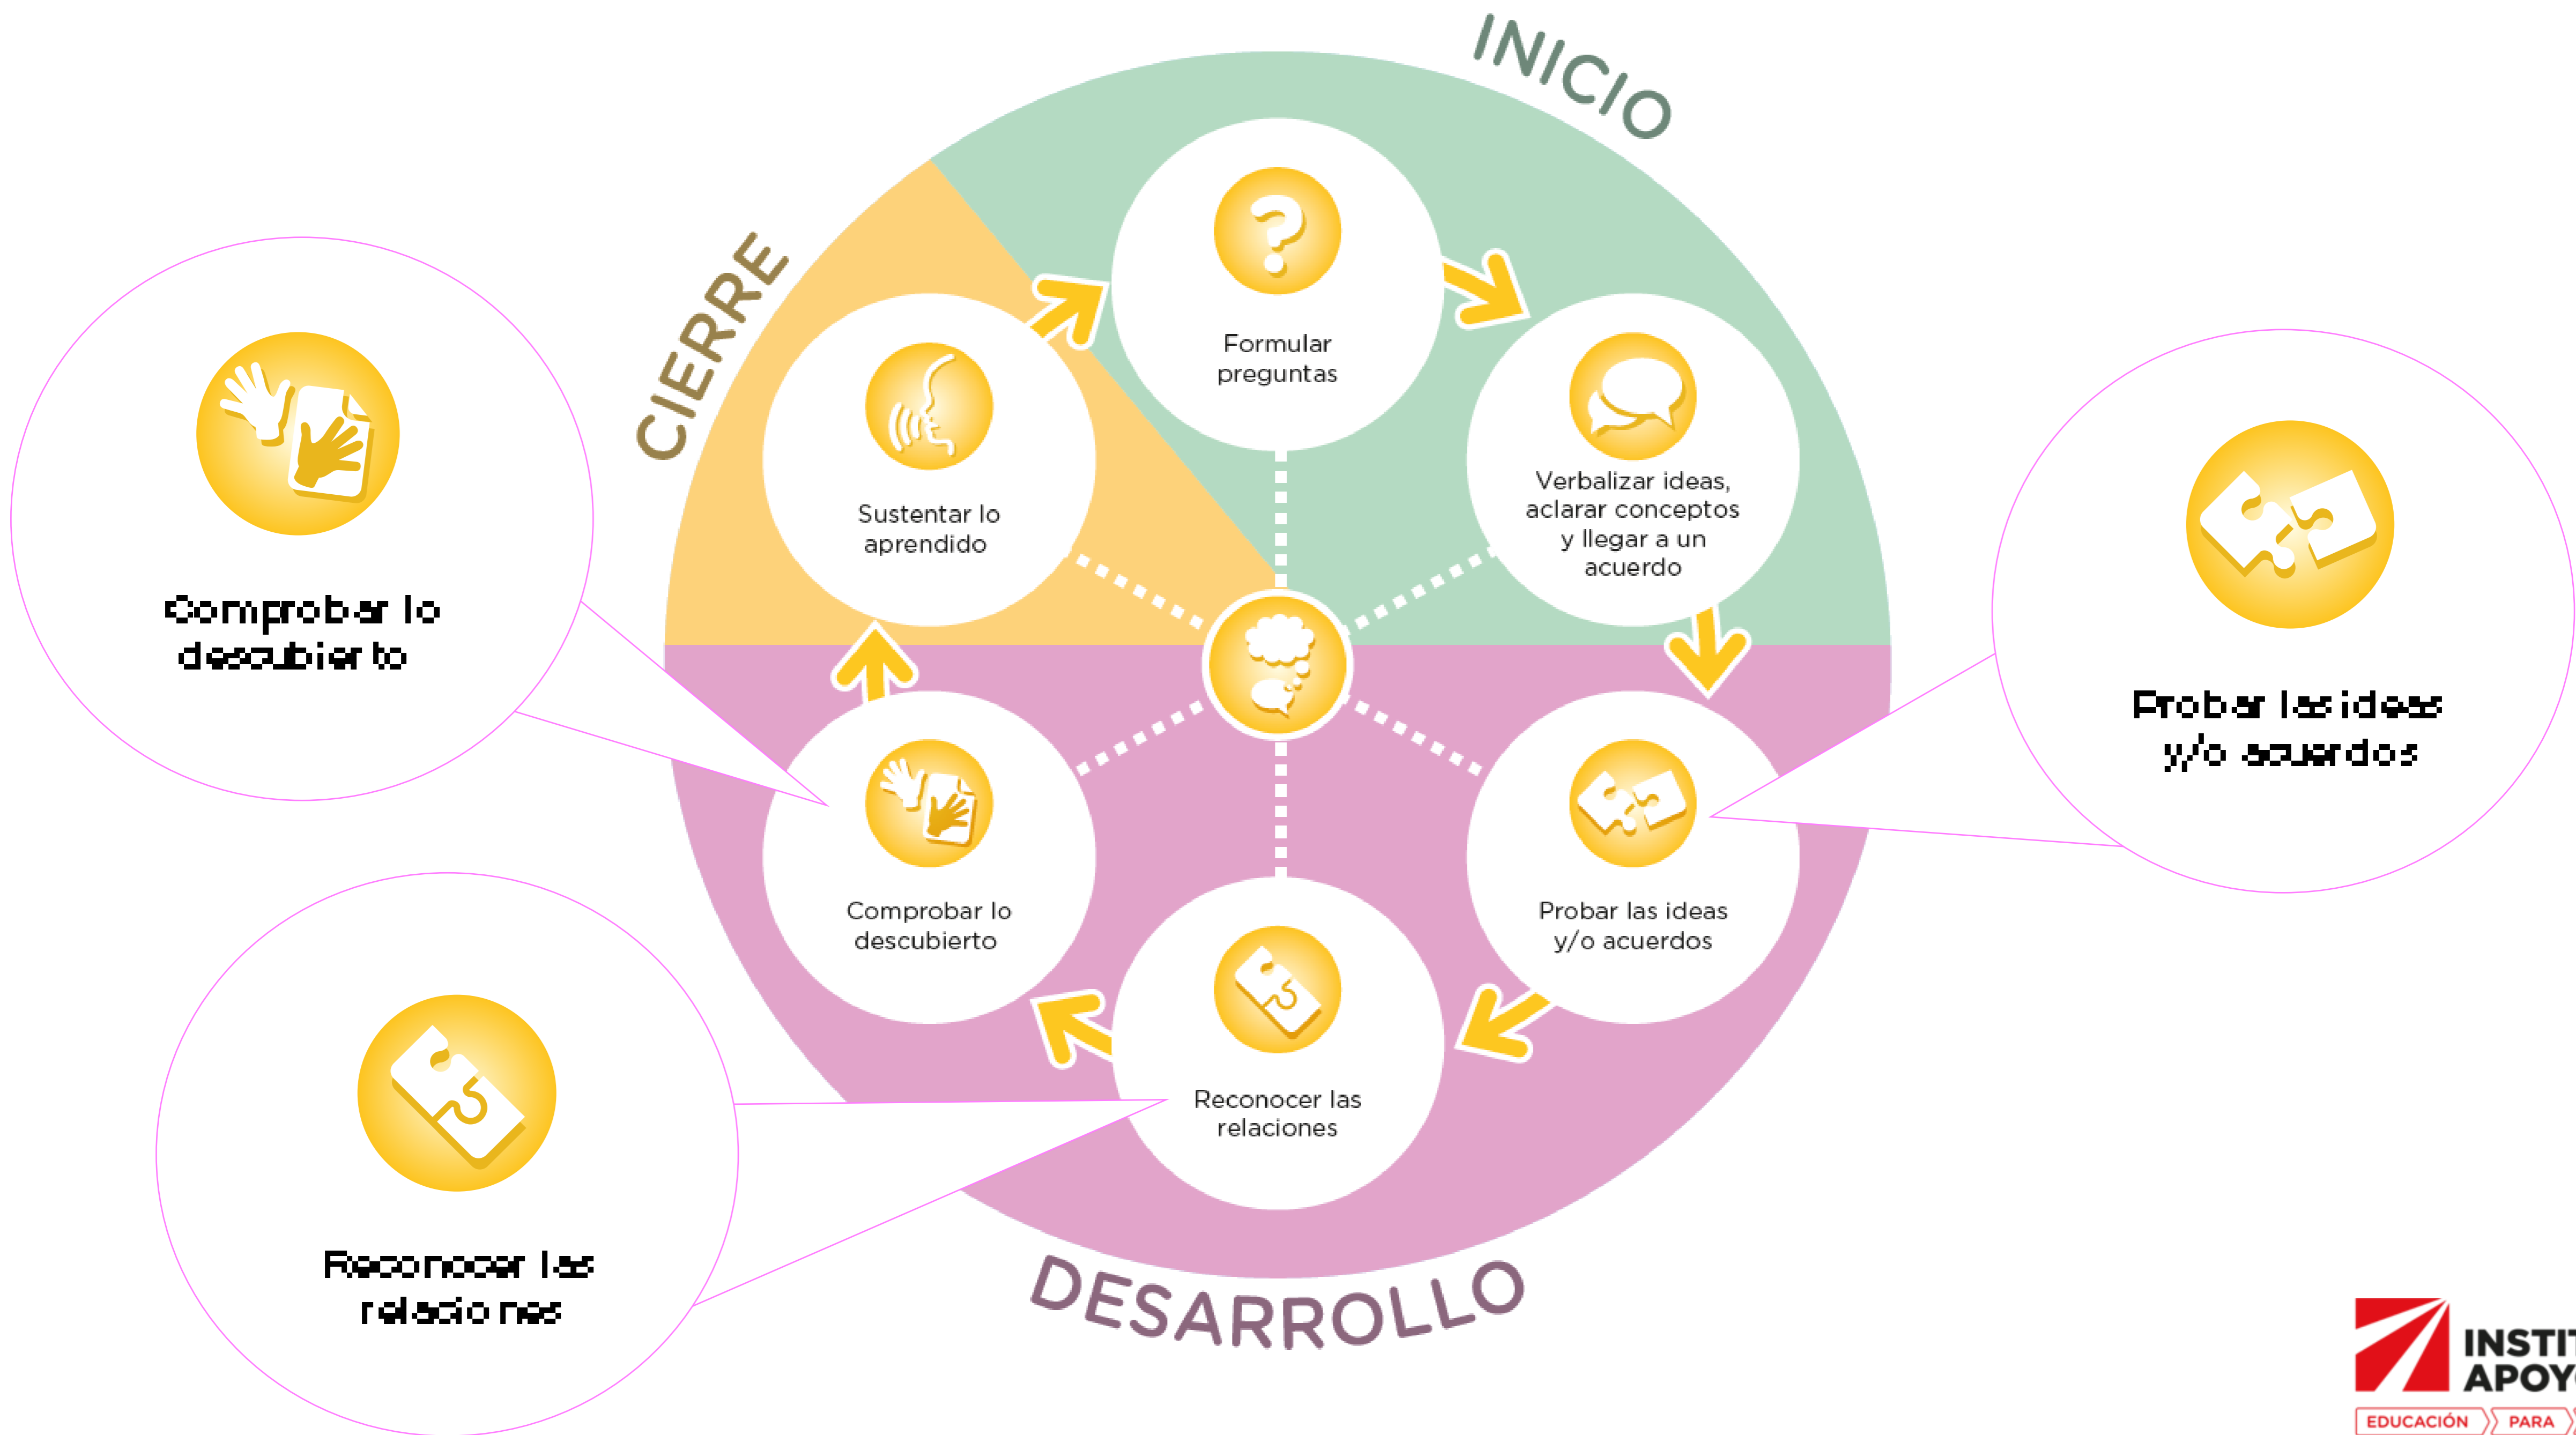 INICIO
CIERRE
Formular
preguntas
Verbalizar ideas,
aclarar conceptos
y llegar a un
acuerdo
Sustentar lo
aprendido
Comprobar lo
descubierto
Probar las ideas
y/o acuerdos
Comprobar lo
descubierto
Probar las ideas
y/o acuerdos
Reconocer las
relaciones
Reconocer las
relaciones
DESARROLLO
EDUCACIÓN PARA